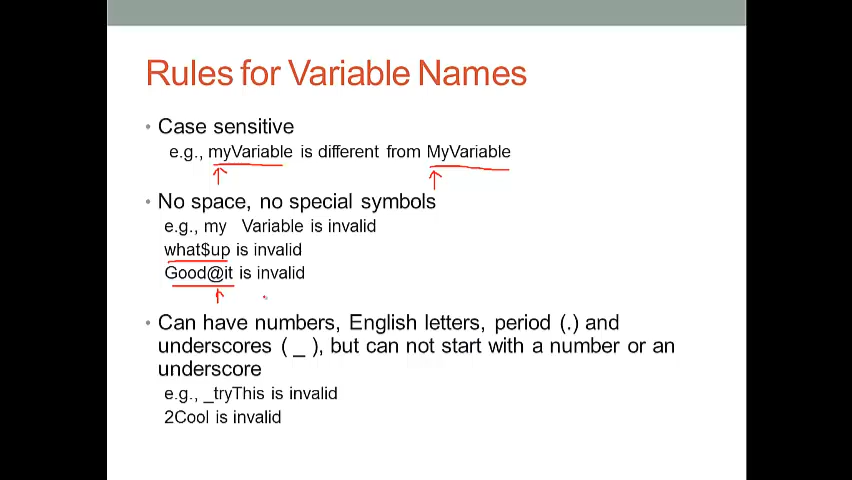 Rules for Variable Names
• Case sensitive
e.g., myVariable is different from MyVariable
• No space, no special symbols
e.g., my   Variable is invalid
what$up is invalid
Good@it is invalid
• Can have numbers, English letters, period (.) and
underscores ( _ ), but can not start with a number or an
underscore
e.g., _tryThis is invalid
2Cool is invalid